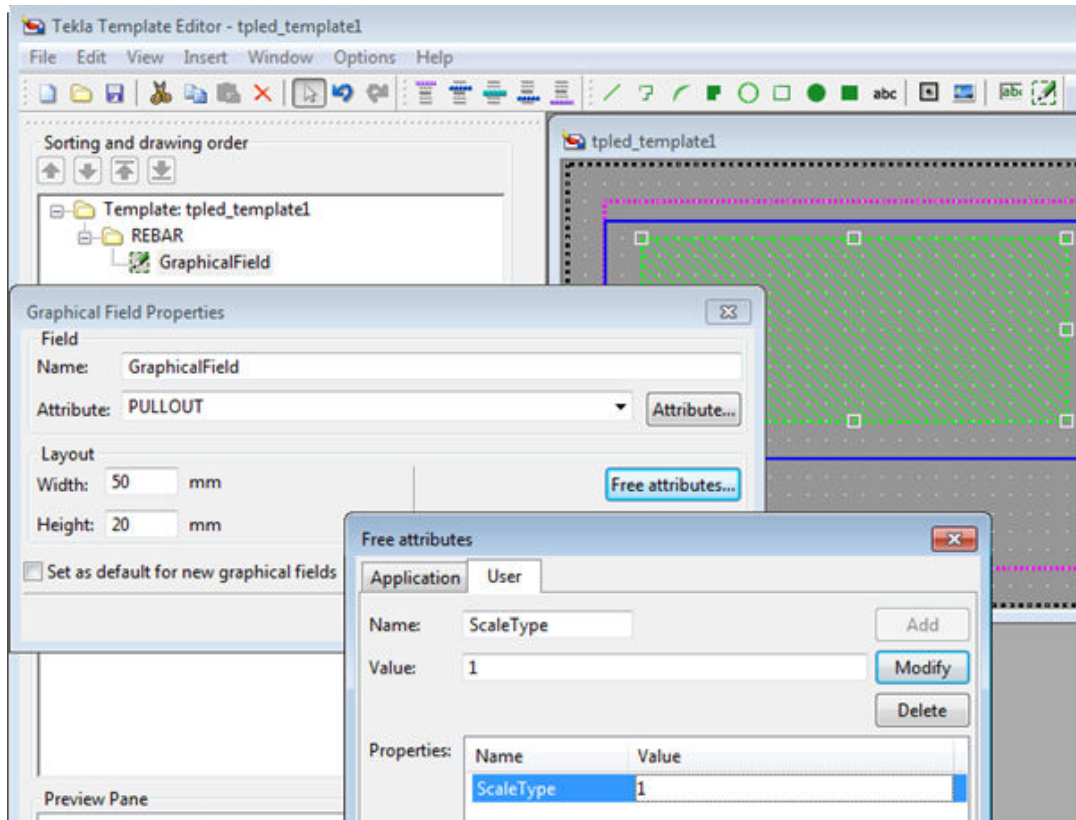 Tekla Template Editor - tpled_template1
File Edit View Insert Window Options Help
abc
abc
Sorting and drawing order
tpled_template1
Template: tpled_template1
REBAR
GraphicalField
Graphical Field Properties
Field
Name: GraphicalField
Attribute: PULLOUT Attribute...
Layout
Width: 50 mm Free attributes...
Height: 20 mm
Set as default for new graphical fields
Free attributes
Application User
Name: ScaleType Add
Value: 1 Modify
Delete
Properties: Name Value
ScaleType 1
Preview Pane